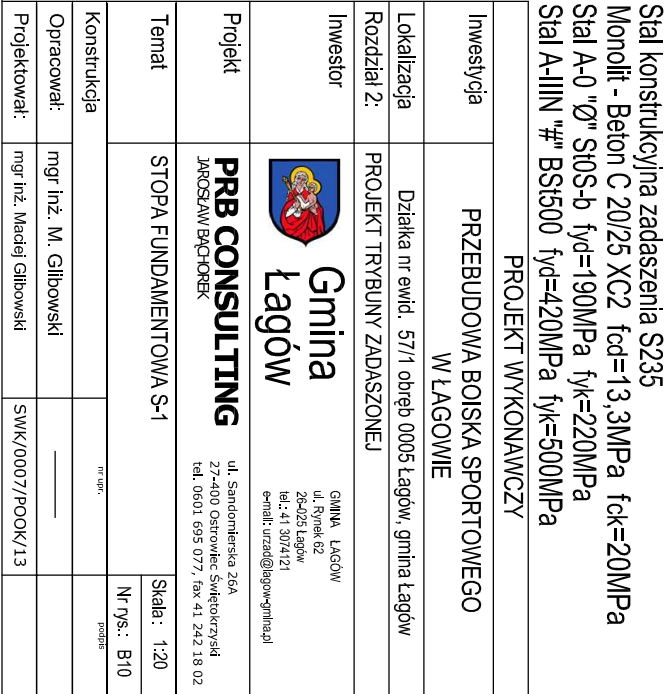 Stal konstrukcyjna zadaszenia S235
Monolit - Beton C 20/25 XC2 fcd=13,3MPa fck=20MPa
Stal A-0 "Ø" St0S-b fyd=190MPa fyk=220MPa
Stal A-IIIN "#" BSt500 fyd=420MPa fyk=500MPa
PROJEKT WYKONAWCZY
Inwestycja
PRZEBUDOWA BOISKA SPORTOWEGO
W ŁAGOWIE
Lokalizacja
Działka nr ewid. 57/1 obręb 0005 Łagów, gmina Łagów
Rozdział 2:
PROJEKT TRYBUNY ZADASZONEJ
Inwestor
Gmina
Łagów
GMINA ŁAGÓW
ul. Rynek 62
26-025 Łagów
tel.: 41 3074121
e-mail: urzad@lagow-gmina.pl
Projekt
PRB CONSULTING
JAROSŁAW BĄCHOREK
ul. Sandomierska 26A
27-400 Ostrowiec Świętokrzyski
tel. 0601 695 077, fax 41 242 18 02
Temat
STOPA FUNDAMENTOWA S-1
Skala: 1:20
Nr rys.: B10
Konstrukcja
nr upr.
podpis
Opracował:
mgr inż. M. Glibowski
Projektował:
mgr inż. Maciej Glibowski
SWK/0007/POOK/13